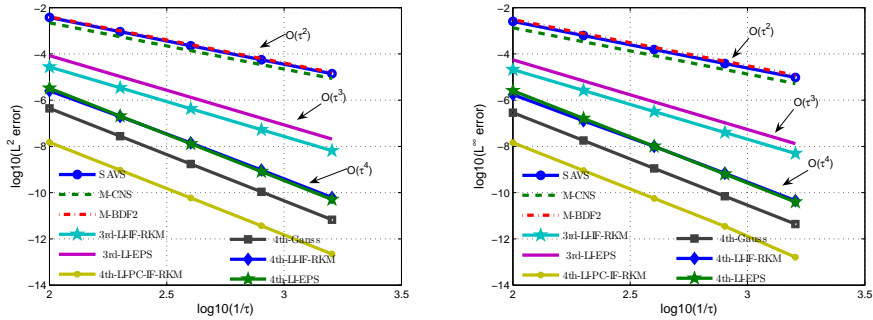 −2
−4
−6
−8
−10
−12
−14
2
2.5
3
3.5
log10(1/τ)
log10(L² error)
O(τ²)
O(τ³)
O(τ⁴)
SAVS
M-CNS
M-BDF2
3rd-LI-IF-RKM
3rd-LI-EPS
4th-LI-PC-IF-RKM
4th-Gauss
4th-LI-IF-RKM
4th-LI-EPS
−2
−4
−6
−8
−10
−12
−14
2
2.5
3
3.5
log10(1/τ)
log10(L∞ error)
O(τ²)
O(τ³)
O(τ⁴)
SAVS
M-CNS
M-BDF2
3rd-LI-IF-RKM
3rd-LI-EPS
4th-LI-PC-IF-RKM
4th-Gauss
4th-LI-IF-RKM
4th-LI-EPS